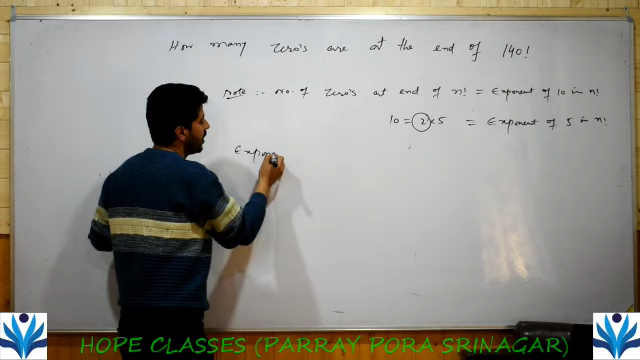 How many zero's are at the end of 140!
Note :- No. of zero's at end of n! = Exponent of 10 in n!
10 = 2 x 5 = Exponent of 5 in n!
Expon
HOPE CLASSES (PARRAY PORA SRINAGAR)